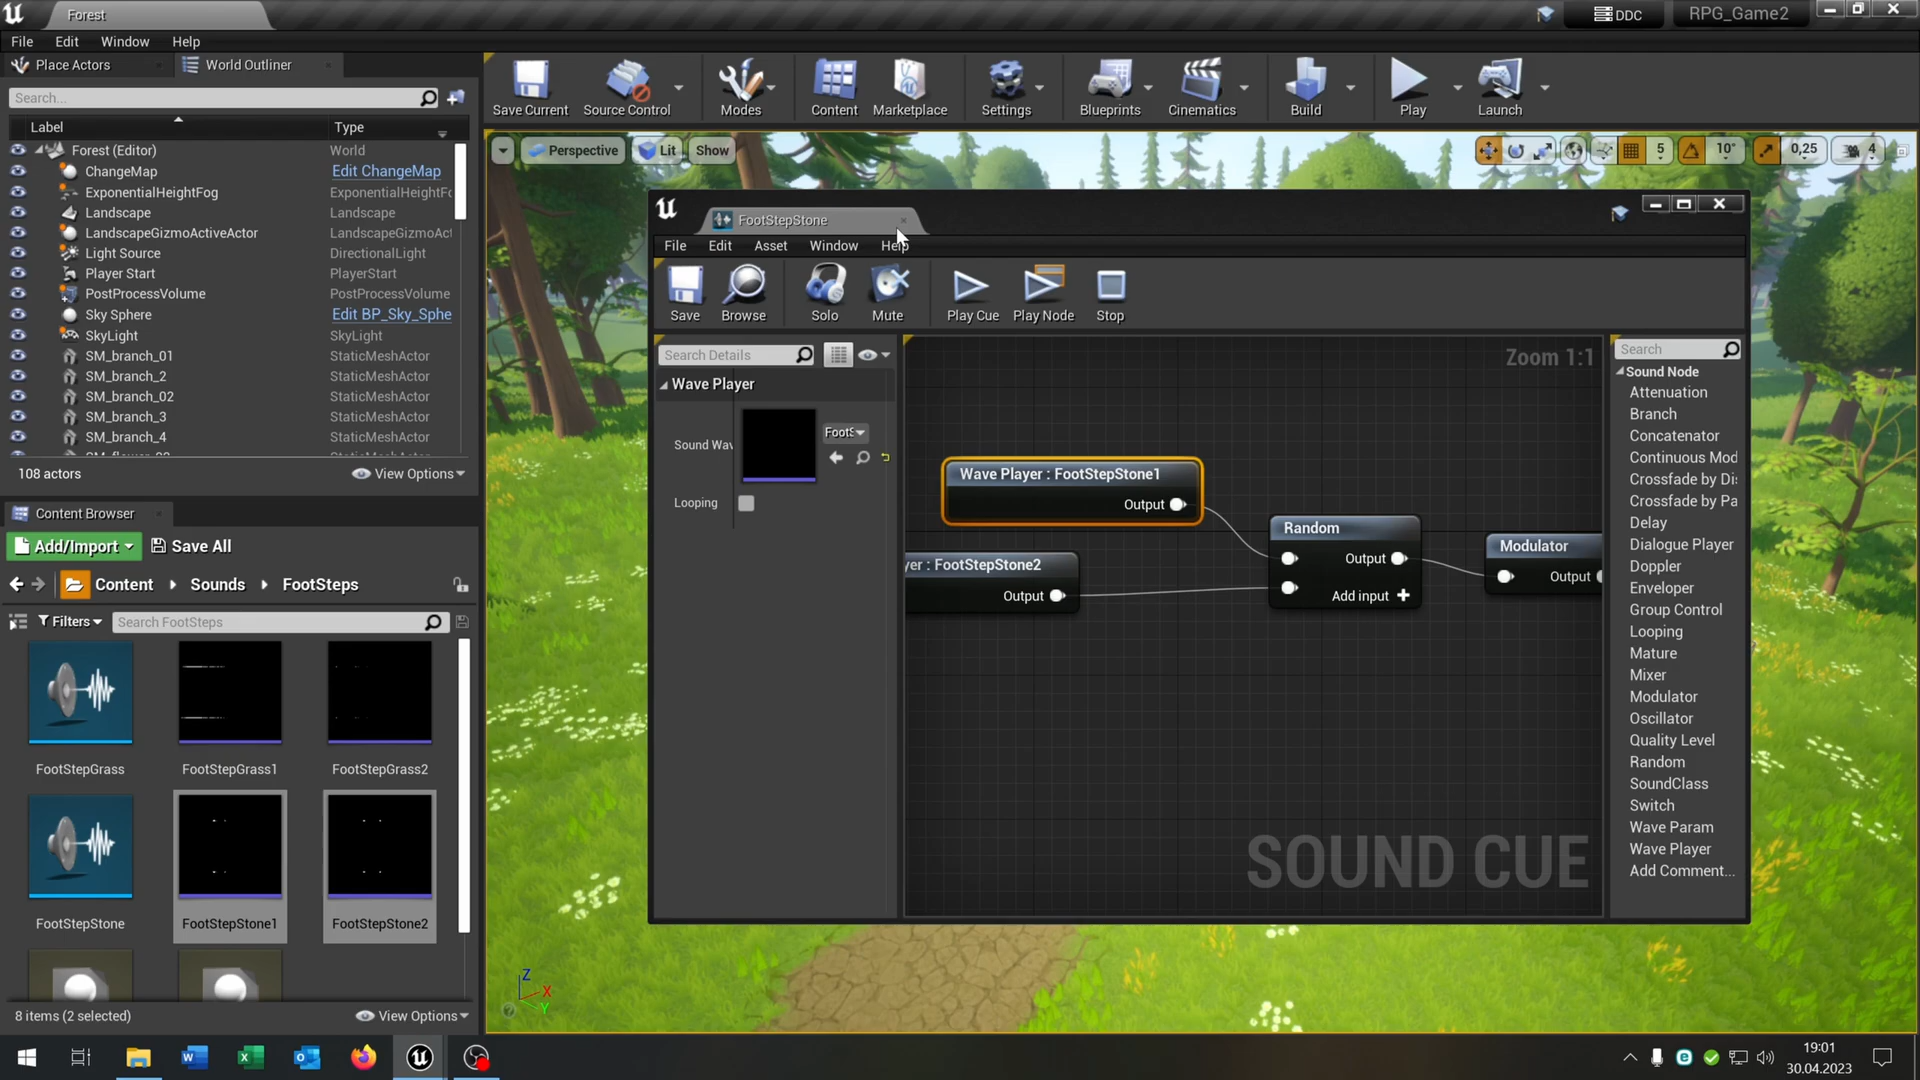 Forest
DDC
RPG_Game2
File Edit Window Help
Place Actors
World Outliner
Search...
Label
Type
Forest (Editor) World
ChangeMap Edit ChangeMap
ExponentialHeightFog ExponentialHeightFo
Landscape Landscape
LandscapeGizmoActiveActor LandscapeGizmoAct
Light Source DirectionalLight
Player Start PlayerStart
PostProcessVolume PostProcessVolume
Sky Sphere Edit BP_Sky_Sphe
SkyLight SkyLight
SM_branch_01 StaticMeshActor
SM_branch_2 StaticMeshActor
SM_branch_02 StaticMeshActor
SM_branch_3 StaticMeshActor
SM_branch_4 StaticMeshActor
108 actors
View Options
Save Current
Source Control
Modes
Content
Marketplace
Settings
Blueprints
Cinematics
Build
Play
Launch
Perspective
Lit
Show
5
10°
0,25
4
FootStepStone
File Edit Asset Window Help
Save
Browse
Solo
Mute
Play Cue
Play Node
Stop
Search Details
Wave Player
Sound Wav
FootS
Looping
Zoom 1:1
Wave Player : FootStepStone1
Output
yer : FootStepStone2
Output
Random
Output
Add input
Modulator
Output
SOUND CUE
Search
Sound Node
Attenuation
Branch
Concatenator
Continuous Mod
Crossfade by Di
Crossfade by Pa
Delay
Dialogue Player
Doppler
Enveloper
Group Control
Looping
Mature
Mixer
Modulator
Oscillator
Quality Level
Random
SoundClass
Switch
Wave Param
Wave Player
Add Comment...
Content Browser
Add/Import
Save All
Content
Sounds
FootSteps
Filters
Search FootSteps
FootStepGrass
FootStepGrass1
FootStepGrass2
FootStepStone
FootStepStone1
FootStepStone2
8 items (2 selected)
View Options
Z
X
Y
19:01
30.04.2023